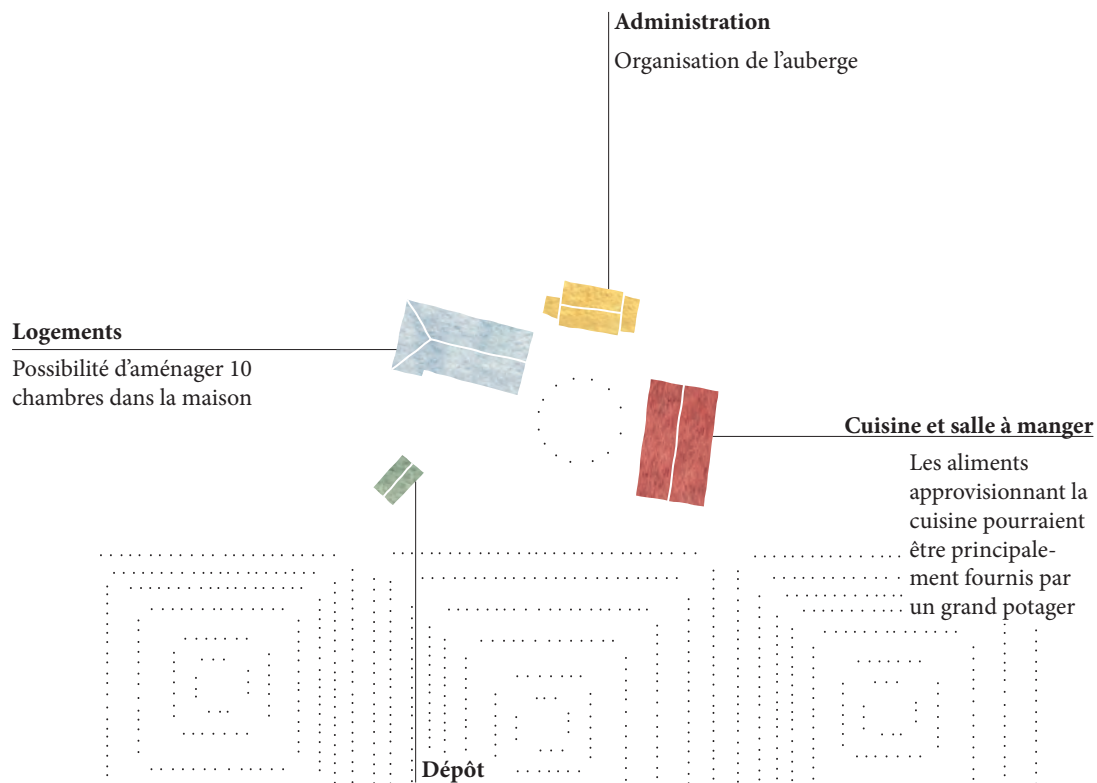 Administration
Organisation de l’auberge
Logements
Possibilité d’aménager 10
chambres dans la maison
Cuisine et salle à manger
Les aliments
approvisionnant la
cuisine pourraient
être principale-
ment fournis par
un grand potager
Dépôt